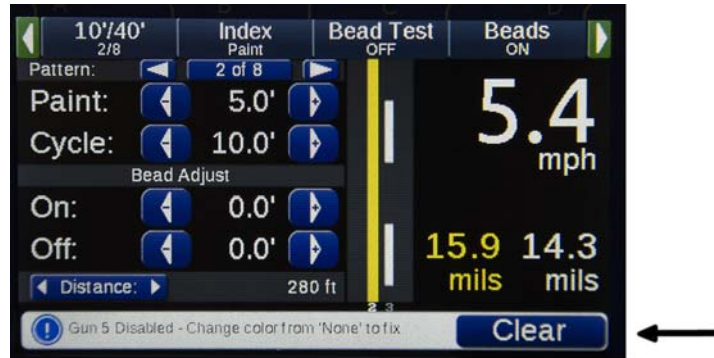 10'/40' Index Bead Test Beads
2/8 Paint OFF ON
Pattern: 2 of 8
Paint: - 5.0' +
Cycle: - 10.0' +
5.4
mph
Bead Adjust
On: - 0.0' +
Off: - 0.0' +
15.9 14.3
mils mils
Distance: 280 ft
2 3
! Gun 5 Disabled - Change color from 'None' to fix Clear